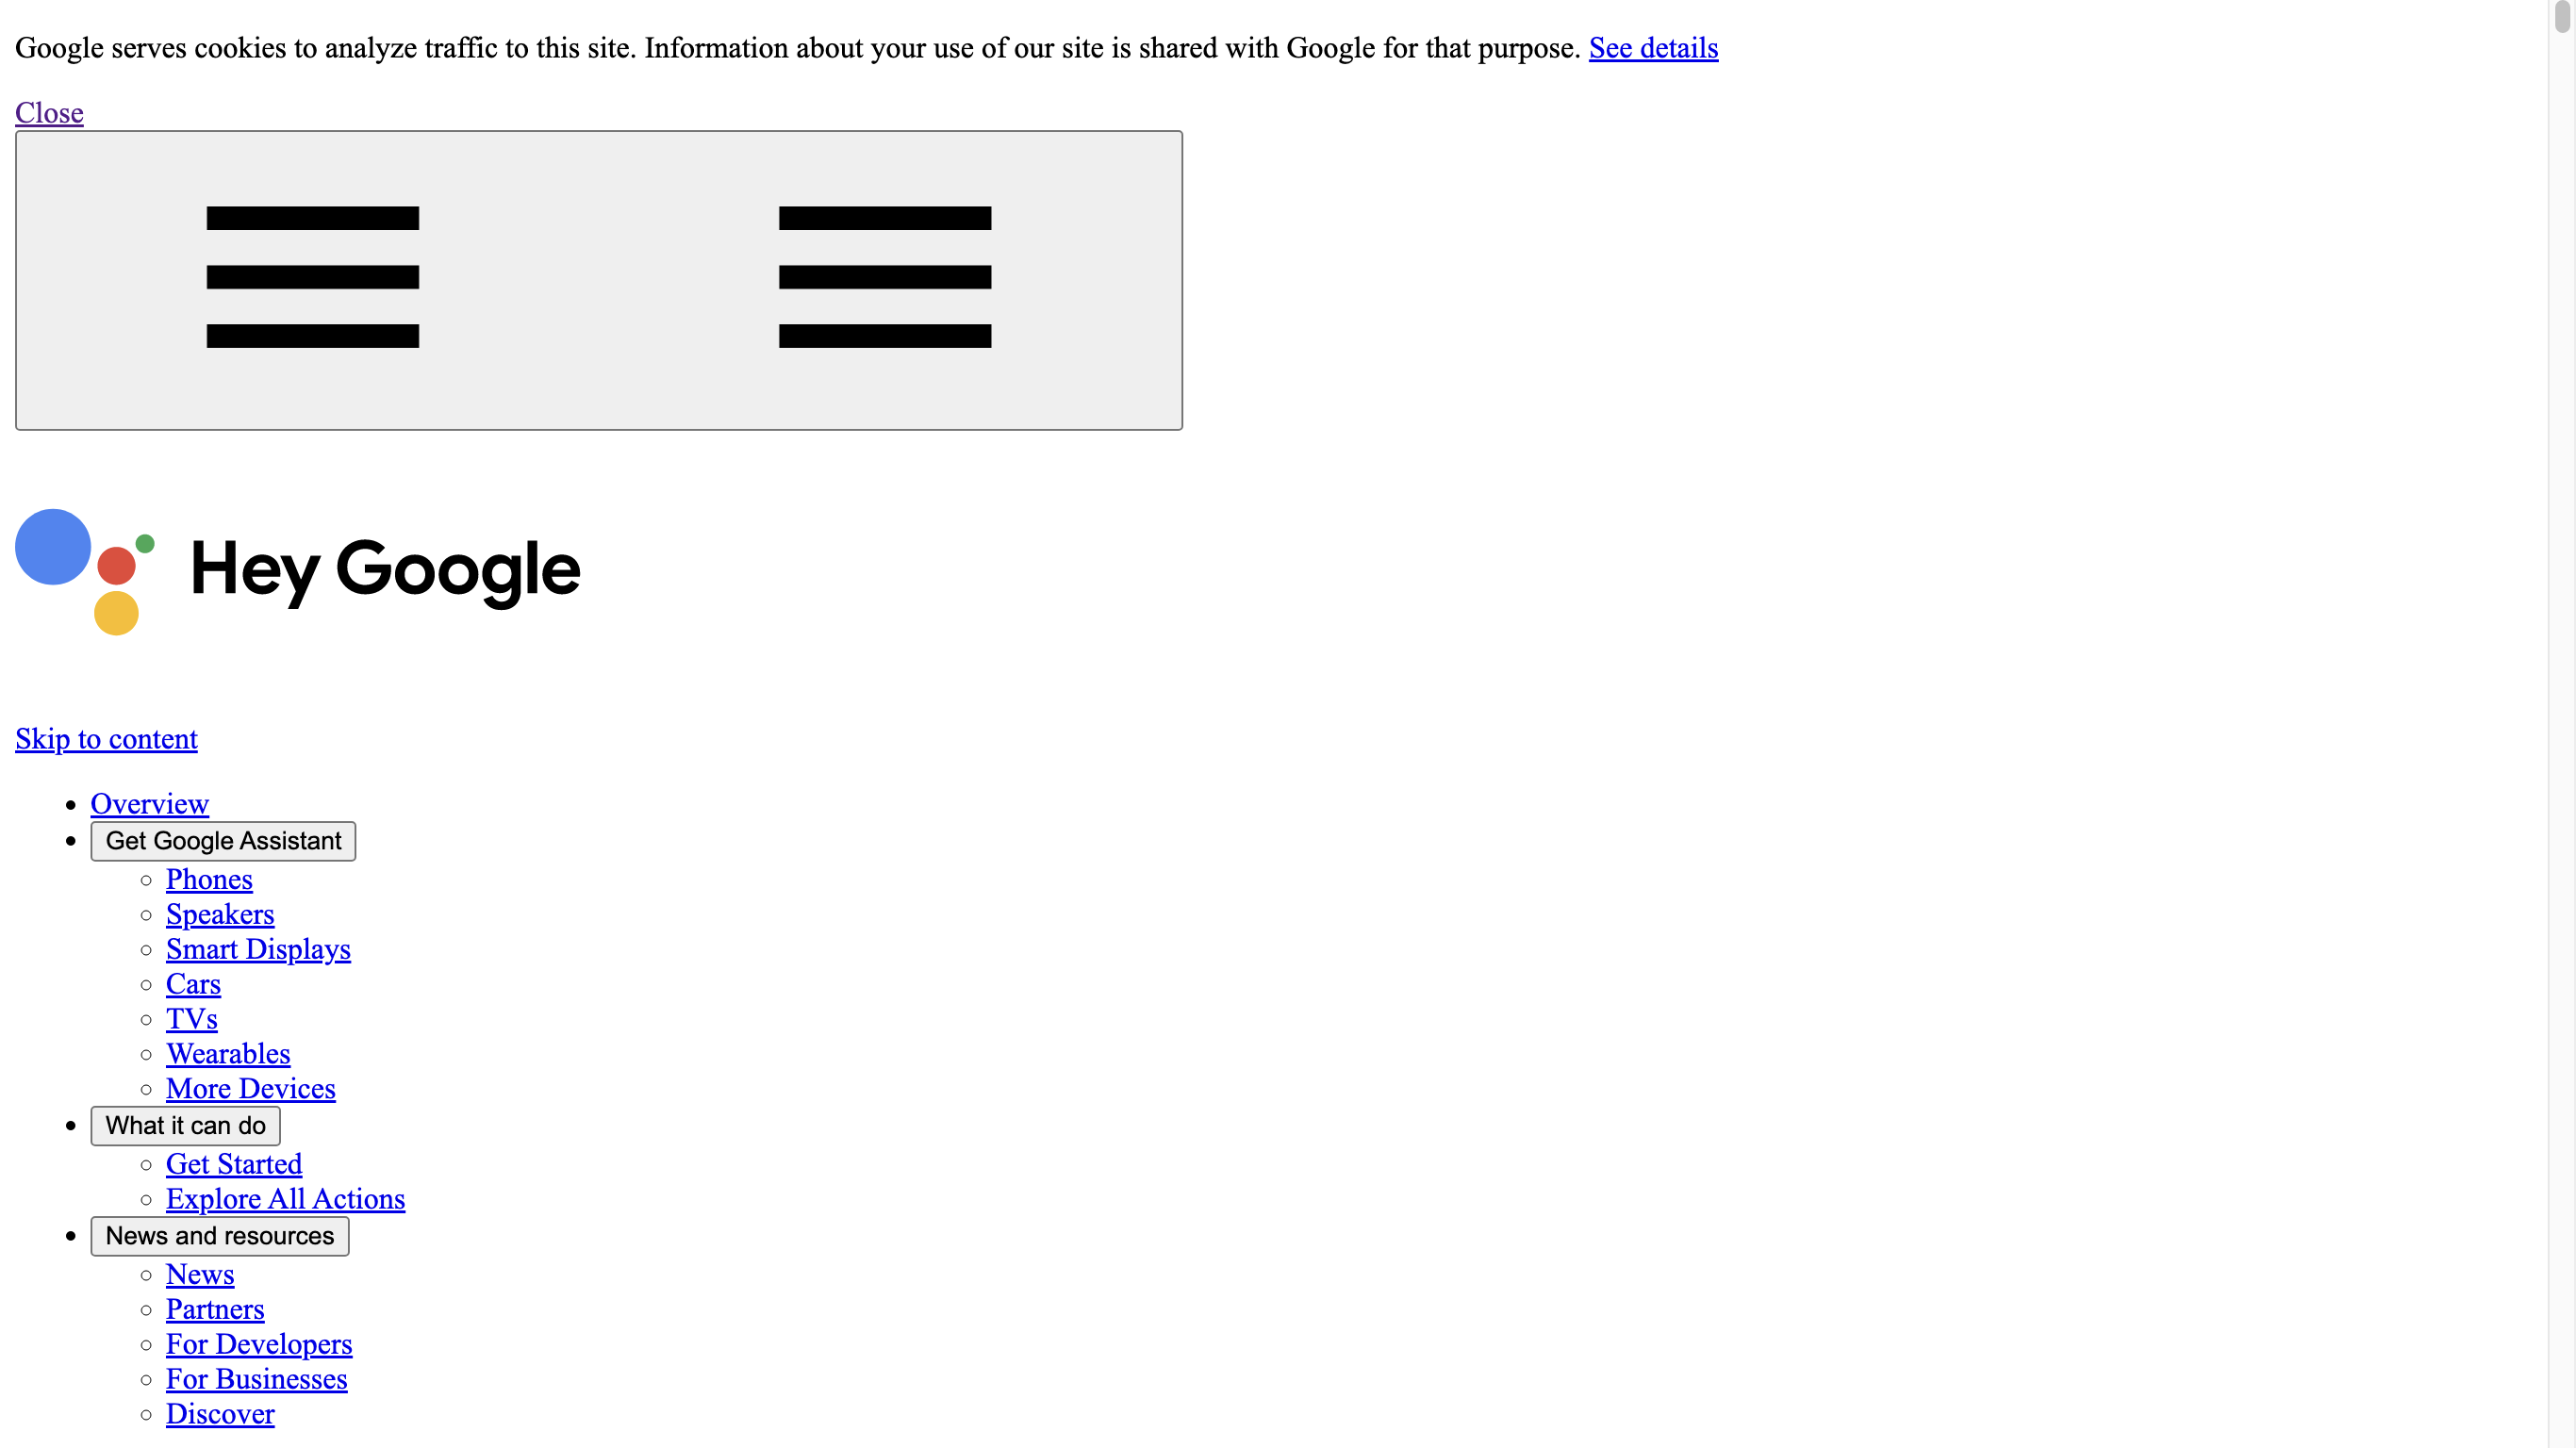 Google serves cookies to analyze traffic to this site. Information about your use of our site is shared with Google for that purpose. See details
Close
Hey Google
Skip to content
Overview
Get Google Assistant
Phones
Speakers
Smart Displays
Cars
TVs
Wearables
More Devices
What it can do
Get Started
Explore All Actions
News and resources
News
Partners
For Developers
For Businesses
Discover